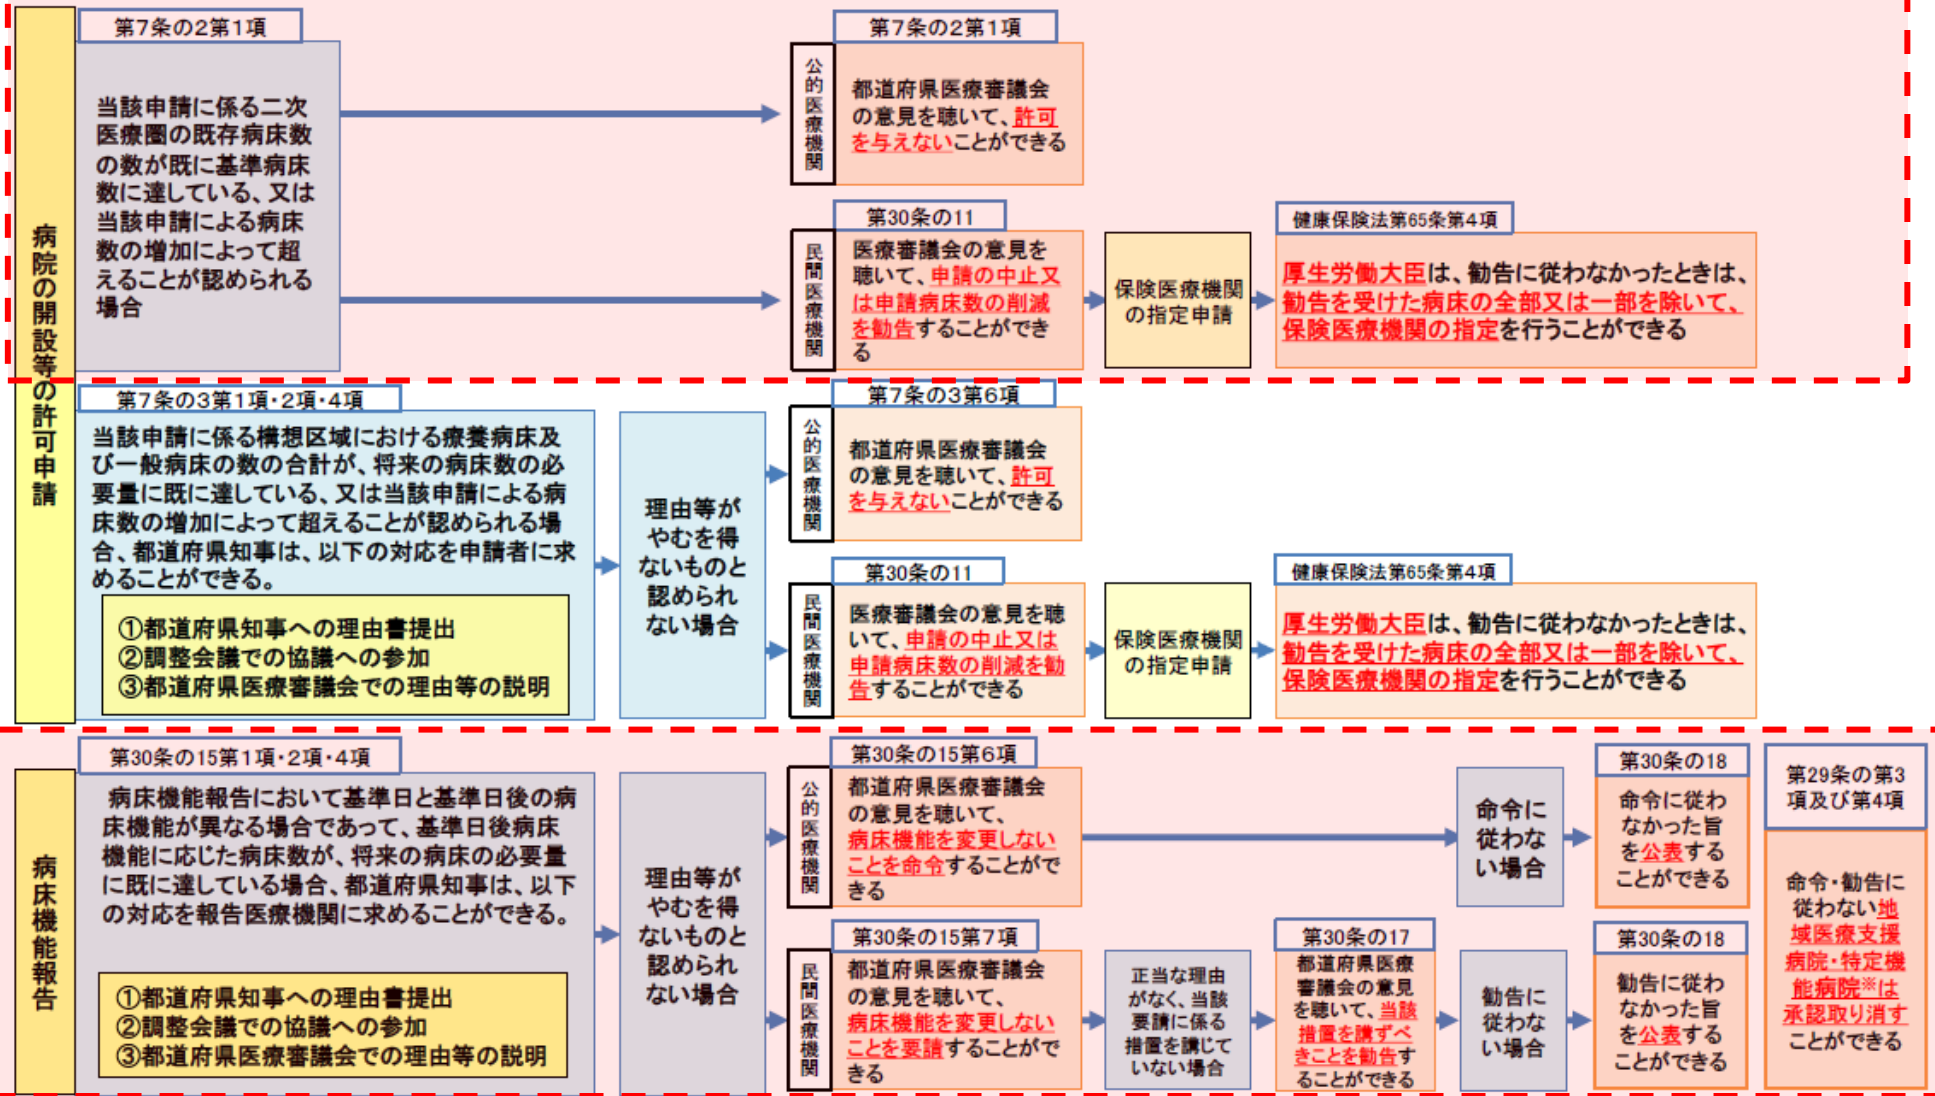 病院の開設等の許可申請
第7条の2第1項
当該申請に係る二次
医療圏の既存病床数
の数が既に基準病床
数に達している、又は
当該申請による病床
数の増加によって超
えることが認められる
場合
第7条の2第1項
公的医療機関
都道府県医療審議会
の意見を聴いて、許可
を与えないことができる
第30条の11
民間医療機関
医療審議会の意見を
聴いて、申請の中止又
は申請病床数の削減
を勧告することができ
る
保険医療機関
の指定申請
健康保険法第65条第4項
厚生労働大臣は、勧告に従わなかったときは、
勧告を受けた病床の全部又は一部を除いて、
保険医療機関の指定を行うことができる
第7条の3第1項・2項・4項
当該申請に係る構想区域における療養病床及
び一般病床の数の合計が、将来の病床数の必
要量に既に達している、又は当該申請による病
床数の増加によって超えることが認められる場
合、都道府県知事は、以下の対応を申請者に求
めることができる。
①都道府県知事への理由書提出
②調整会議での協議への参加
③都道府県医療審議会での理由等の説明
理由等が
やむを得
ないものと
認められ
ない場合
第7条の3第6項
公的医療機関
都道府県医療審議会
の意見を聴いて、許可
を与えないことができる
第30条の11
民間医療機関
医療審議会の意見を聴
いて、申請の中止又は
申請病床数の削減を勧
告することができる
保険医療機関
の指定申請
健康保険法第65条第4項
厚生労働大臣は、勧告に従わなかったときは、
勧告を受けた病床の全部又は一部を除いて、
保険医療機関の指定を行うことができる
病床機能報告
第30条の15第1項・2項・4項
病床機能報告において基準日と基準日後の病
床機能が異なる場合であって、基準日後病床
機能に応じた病床数が、将来の病床の必要量
に既に達している場合、都道府県知事は、以下
の対応を報告医療機関に求めることができる。
①都道府県知事への理由書提出
②調整会議での協議への参加
③都道府県医療審議会での理由等の説明
理由等が
やむを得
ないものと
認められ
ない場合
第30条の15第6項
公的医療機関
都道府県医療審議会
の意見を聴いて、
病床機能を変更しない
ことを命令することがで
きる
命令に
従わな
い場合
第30条の18
命令に従わ
なかった旨
を公表する
ことができる
第30条の15第7項
民間医療機関
都道府県医療審議会
の意見を聴いて、
病床機能を変更しない
ことを要請することがで
きる
正当な理由
がなく、当該
要請に係る
措置を講じて
いない場合
第30条の17
都道府県医療
審議会の意見
を聴いて、当該
措置を講ずべ
きことを勧告す
ることができる
勧告に
従わな
い場合
第30条の18
勧告に従わ
なかった旨
を公表する
ことができる
第29条の第3
項及び第4項
命令・勧告に
従わない地
域医療支援
病院・特定機
能病院※は
承認取り消す
ことができる